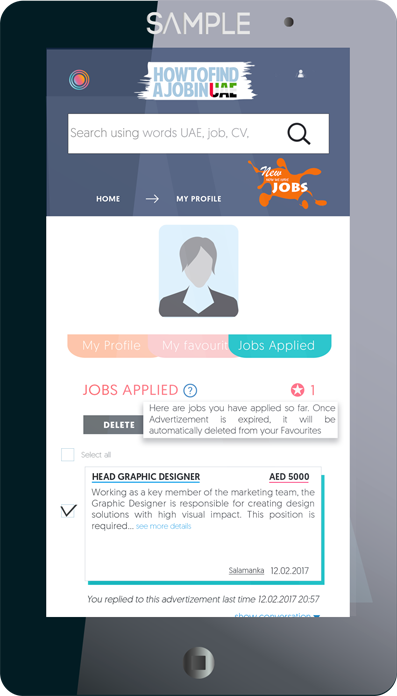 SAMPLE
HOWTOFIND
AJOBINUAE
Search using words UAE, job, CV,
New
JOBS
HOME
MY PROFILE
My Profile My favourit Jobs Applied
JOBS APPLIED ? 1
Here are jobs you have applied so far. Once
Advertizement is expired, it will be
automatically deleted from your Favourites
DELETE
Select all
HEAD GRAPHIC DESIGNER AED 5000
Working as a key member of the marketing team, the
Graphic Designer is responsible for creating design
solutions with high visual impact. This position is
required... see more details
Salamanka 12.02.2017
You replied to this advertizement last time 12.02.2017 20:57
show conversation